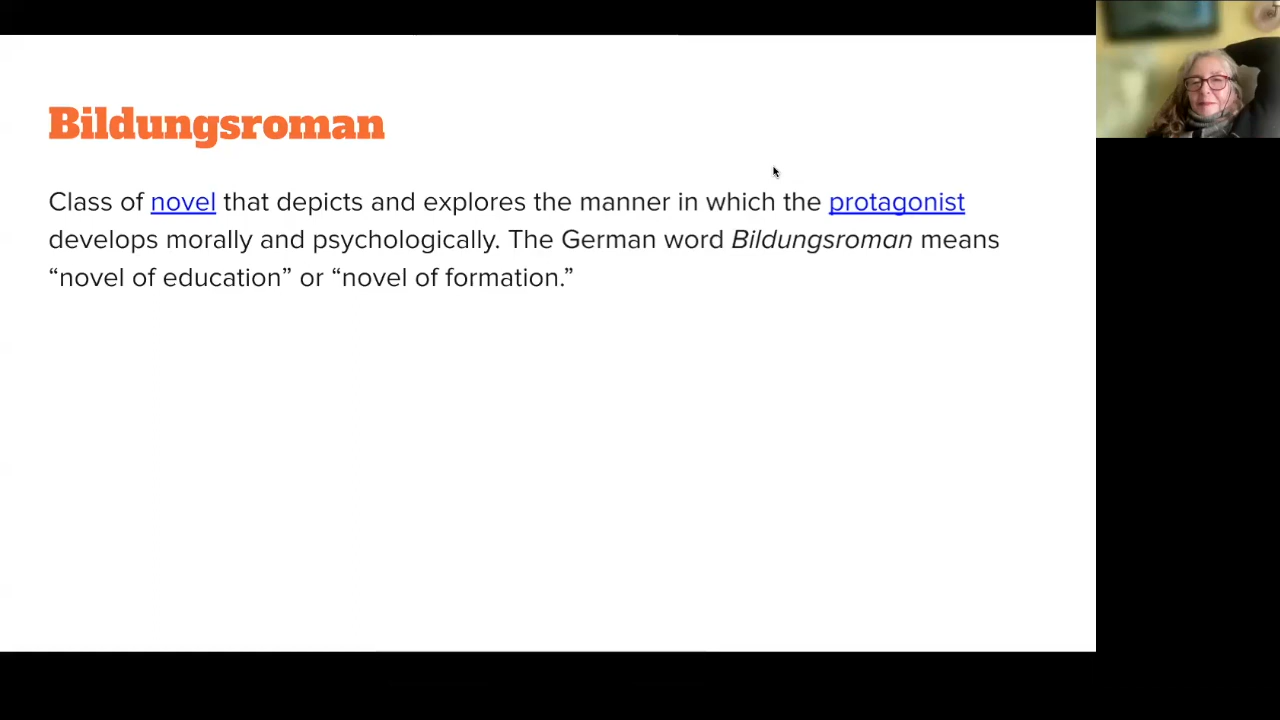 Bildungsroman
Class of novel that depicts and explores the manner in which the protagonist
develops morally and psychologically. The German word Bildungsroman means
“novel of education” or “novel of formation.”